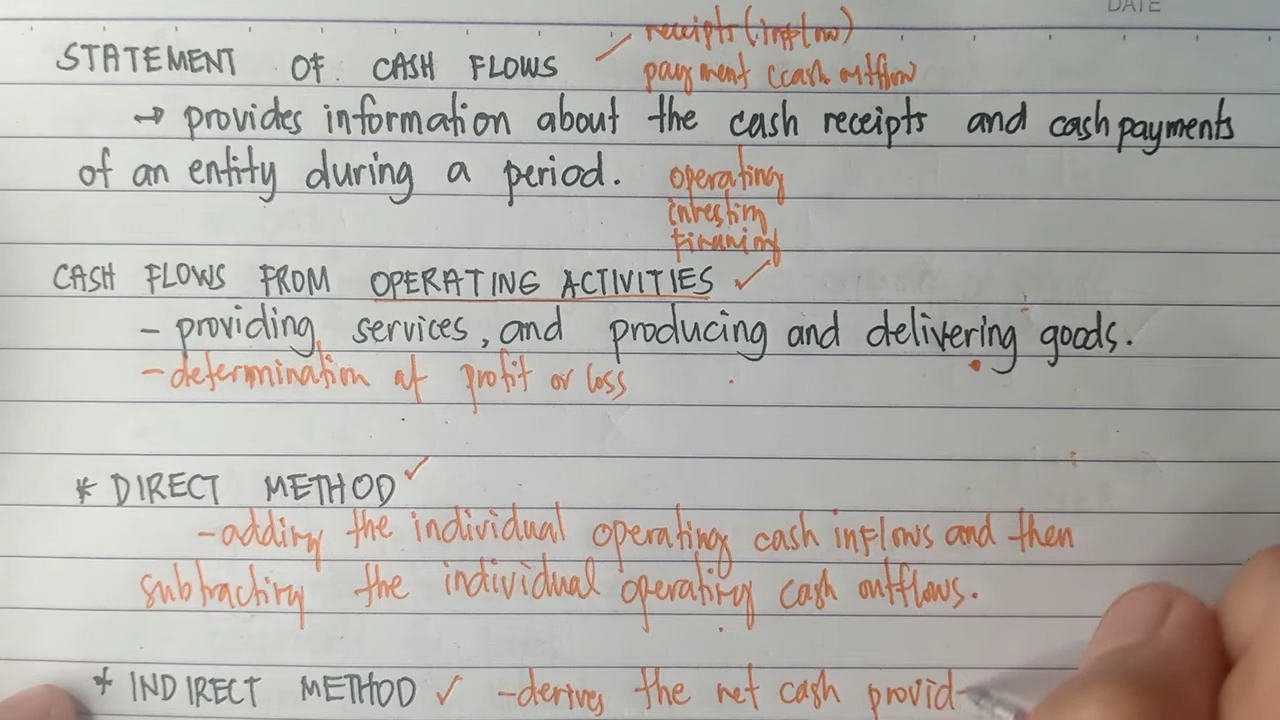 DATE
receipts (inflow)
STATEMENT OF CASH FLOWS
payment (cash outflow
→ provides information about the cash receipts and cash payments
of an entity during a period.
operating
investing
financing
CASH FLOWS FROM OPERATING ACTIVITIES ✓
- providing services, and producing and delivering goods.
- determination of profit or loss
* DIRECT METHOD ✓
- adding the individual operating cash inflows and then
subtracting the individual operating cash outflows.
* INDIRECT METHOD ✓ - derives the net cash provid